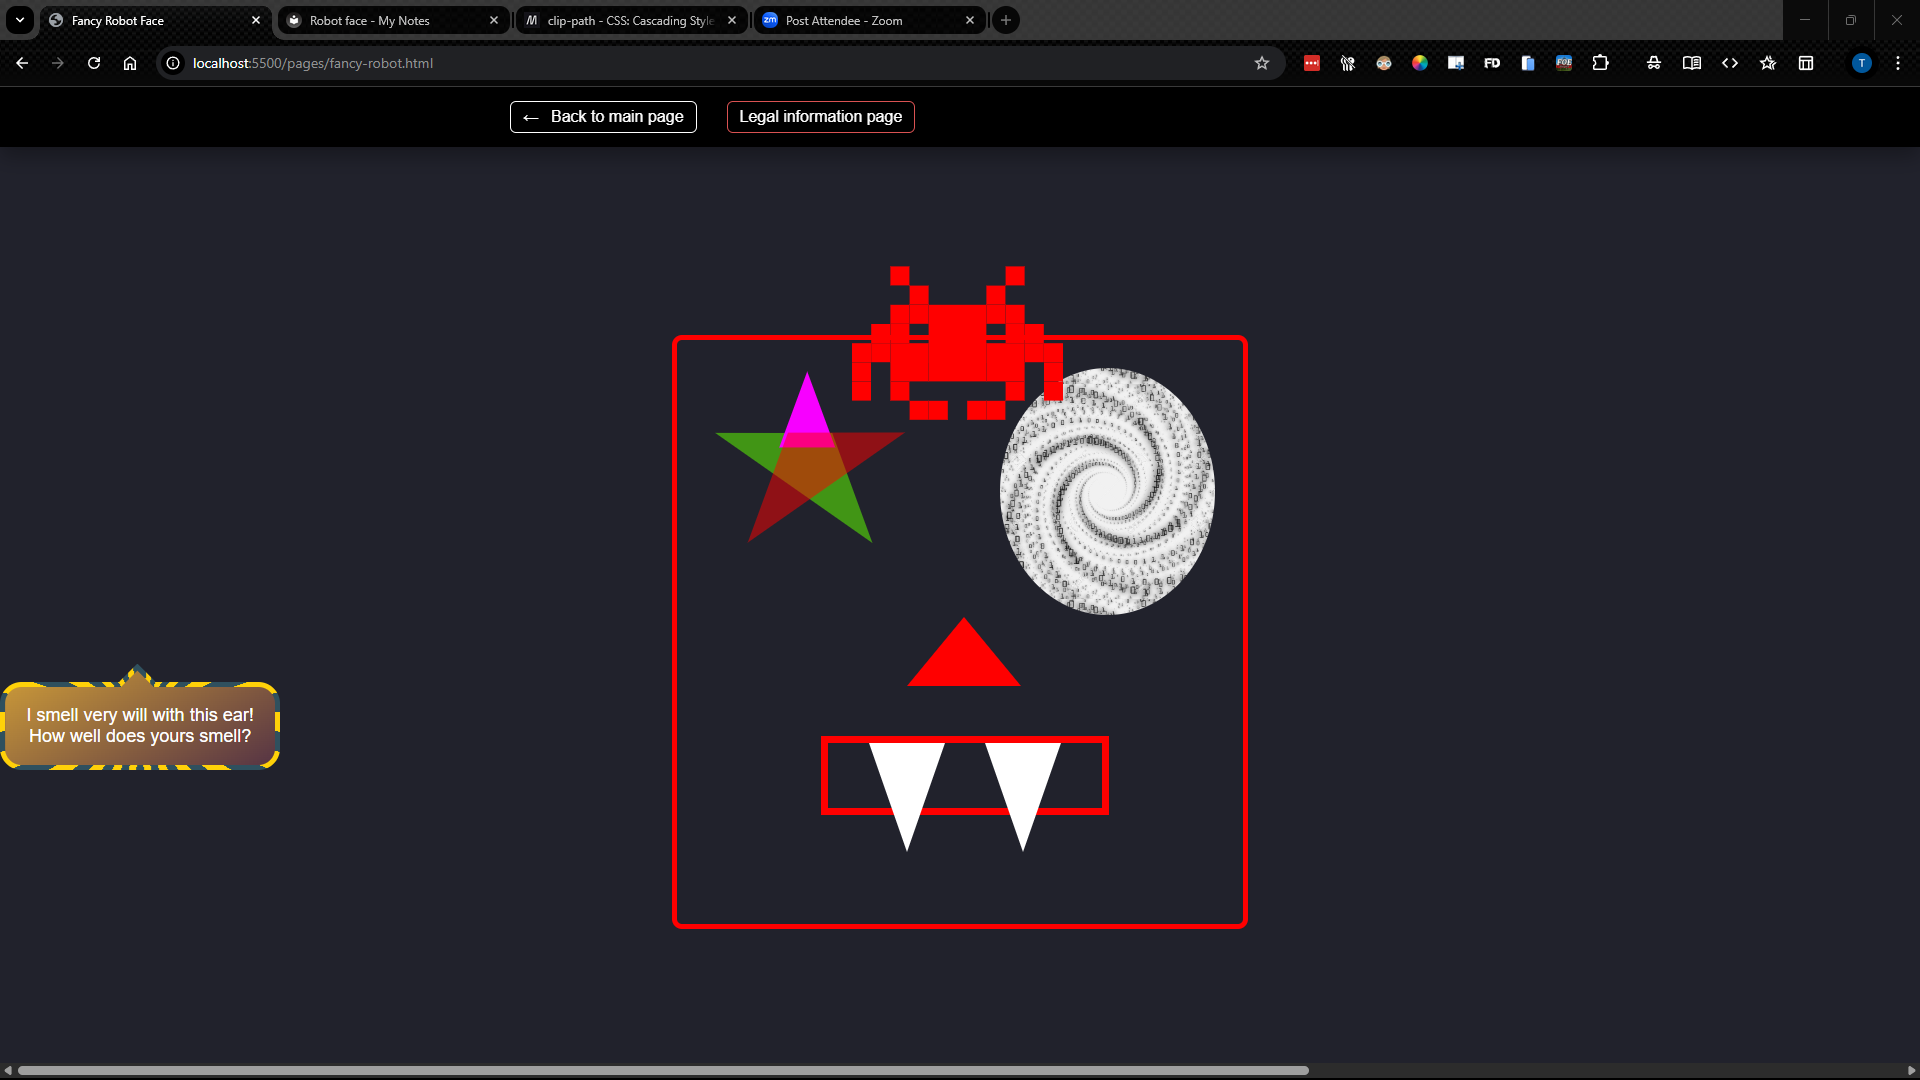 Fancy Robot Face
Robot face - My Notes
clip-path - CSS: Cascading Style
Post Attendee - Zoom
localhost:5500/pages/fancy-robot.html
← Back to main page
Legal information page
I smell very will with this ear!
How well does yours smell?
zm
FD
FOE
T